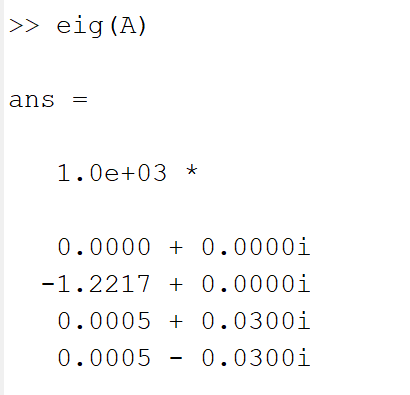 >> eig(A)
ans =
1.0e+03 *
0.0000 + 0.0000i
-1.2217 + 0.0000i
0.0005 + 0.0300i
0.0005 - 0.0300i